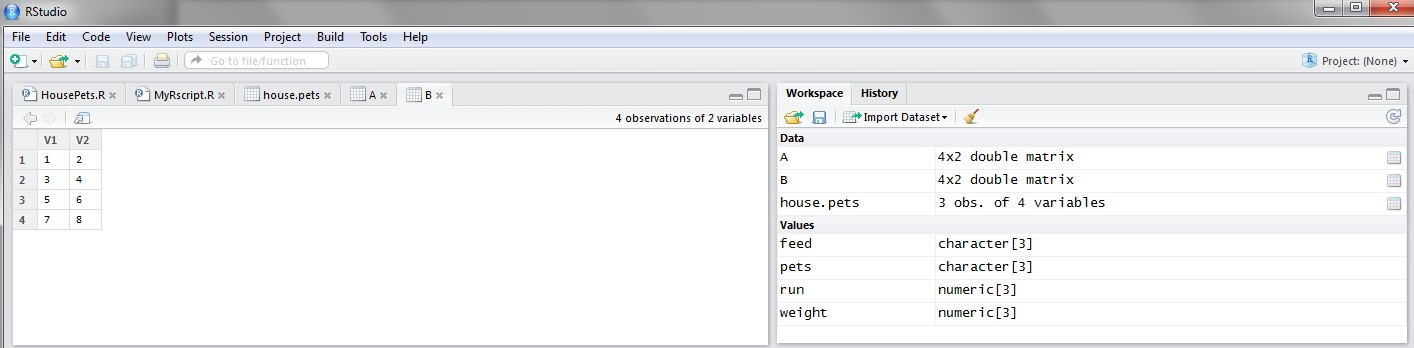 RStudio
File Edit Code View Plots Session Project Build Tools Help
Go to file/function
Project: (None)
HousePets.R MyRscript.R house.pets A B
4 observations of 2 variables
V1 V2
1 1 2
2 3 4
3 5 6
4 7 8
Workspace History
Import Dataset
Data
A 4x2 double matrix
B 4x2 double matrix
house.pets 3 obs. of 4 variables
Values
feed character[3]
pets character[3]
run numeric[3]
weight numeric[3]